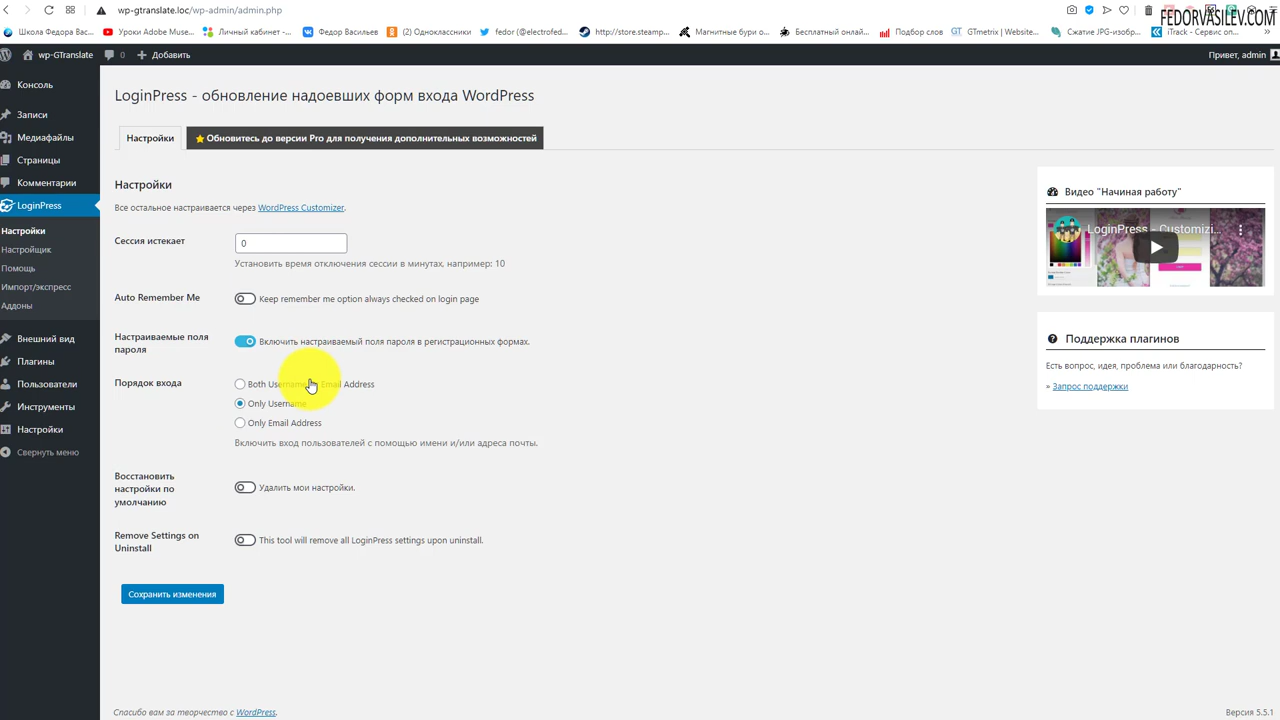 wp-gtranslate.loc/wp-admin/admin.php
FEDORVASILEV.COM
Школа Федора Вас...
Уроки Adobe Muse...
Личный кабинет -...
Федор Васильев
(2) Одноклассники
fedor (@electrofed...
http://store.steamp...
Магнитные бури о...
Бесплатный онлай...
Подбор слов
GTmetrix | Website...
Сжатие JPG-изобр...
iTrack - Сервис оп...
wp-GTranslate
0
Добавить
Привет, admin
Консоль
Записи
Медиафайлы
Страницы
Комментарии
LoginPress
Настройки
Настройщик
Помощь
Импорт/экспресс
Аддоны
Внешний вид
Плагины
Пользователи
Инструменты
Настройки
Свернуть меню
LoginPress - обновление надоевших форм входа WordPress
Настройки
Обновитесь до версии Pro для получения дополнительных возможностей
Настройки
Все остальное настраивается через WordPress Customizer.
Сессия истекает
0
Установить время отключения сессии в минутах, например: 10
Auto Remember Me
Keep remember me option always checked on login page
Настраиваемые поля
пароля
Включить настраиваемый поля пароля в регистрационных формах.
Порядок входа
Both Username Email Address
Only Username
Only Email Address
Включить вход пользователей с помощью имени и/или адреса почты.
Восстановить
настройки по
умолчанию
Удалить мои настройки.
Remove Settings on
Uninstall
This tool will remove all LoginPress settings upon uninstall.
Сохранить изменения
Видео "Начиная работу"
LoginPress - Customizi...
Поддержка плагинов
Есть вопрос, идея, проблема или благодарность?
» Запрос поддержки
Спасибо вам за творчество с WordPress.
Версия 5.5.1